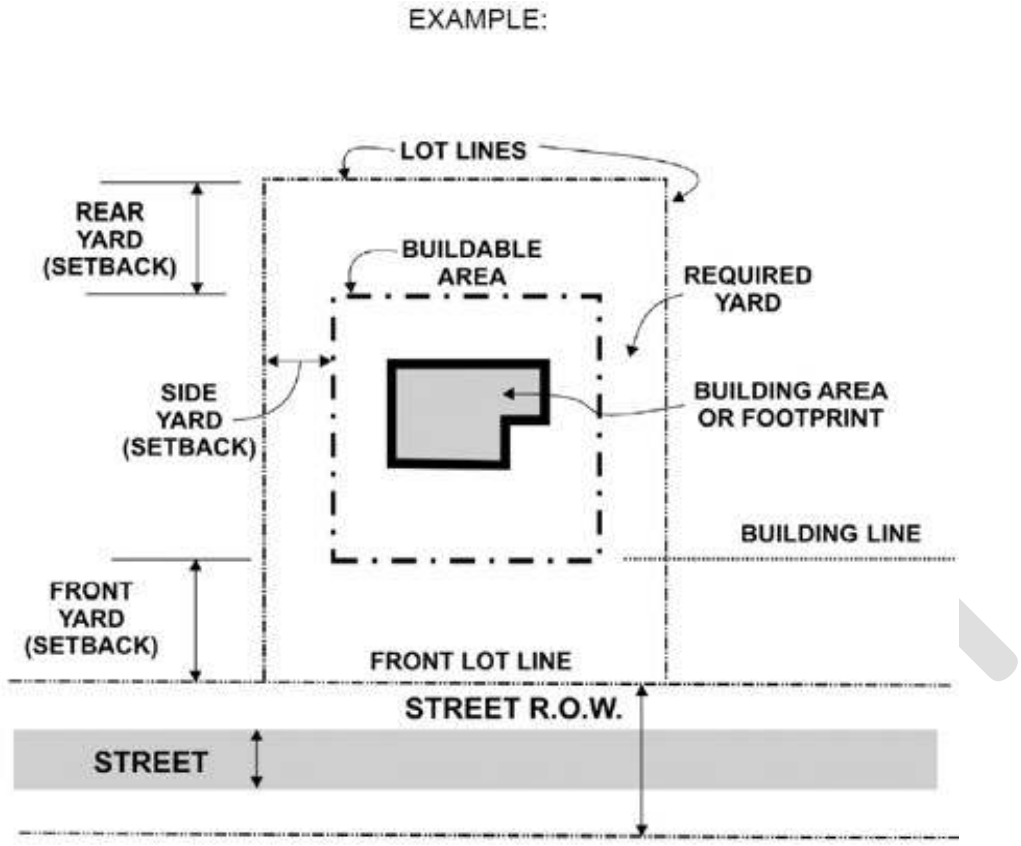 EXAMPLE:
LOT LINES
REAR
YARD
(SETBACK)
BUILDABLE
AREA
REQUIRED
YARD
SIDE
YARD
(SETBACK)
BUILDING AREA
OR FOOTPRINT
BUILDING LINE
FRONT
YARD
(SETBACK)
FRONT LOT LINE
STREET R.O.W.
STREET